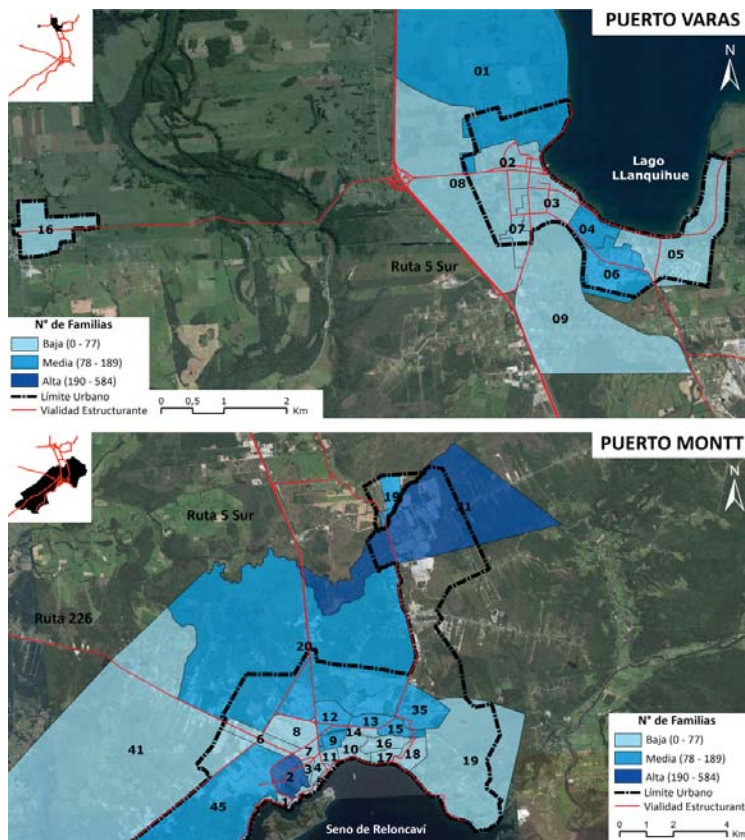 PUERTO VARAS
N
01
Lago
LLanquihue
02
08
03
16
07
04
05
06
Ruta 5 Sur
09
N° de Familias
Baja (0 - 77)
Media (78 - 189)
Alta (190 - 584)
Límite Urbano
Vialidad Estructurante
0 0,5 1 2
Km
PUERTO MONTT
N
19
21
Ruta 5 Sur
Ruta 226
20
35
12 13
8 14 15
41 6 9 16
7 10
11 17 18 19
2 3 4
45
1
Seno de Reloncaví
N° de Familias
Baja (0 - 77)
Media (78 - 189)
Alta (190 - 584)
Límite Urbano
Vialidad Estructurante
0 1 2 4
Km